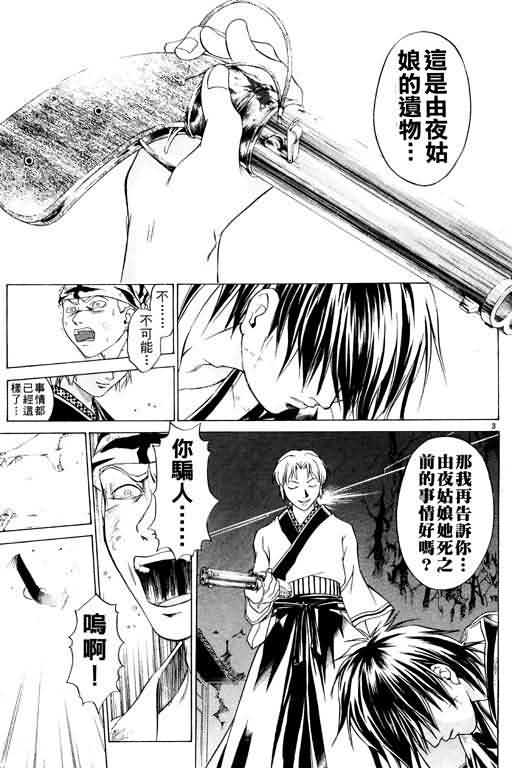 這是由夜姑
娘的遺物…
不……
不可能…
事情都
已經這
樣了…
3
那我再告訴你…
由夜姑娘她死之
前的事情好嗎？
你騙人……
嗚啊！